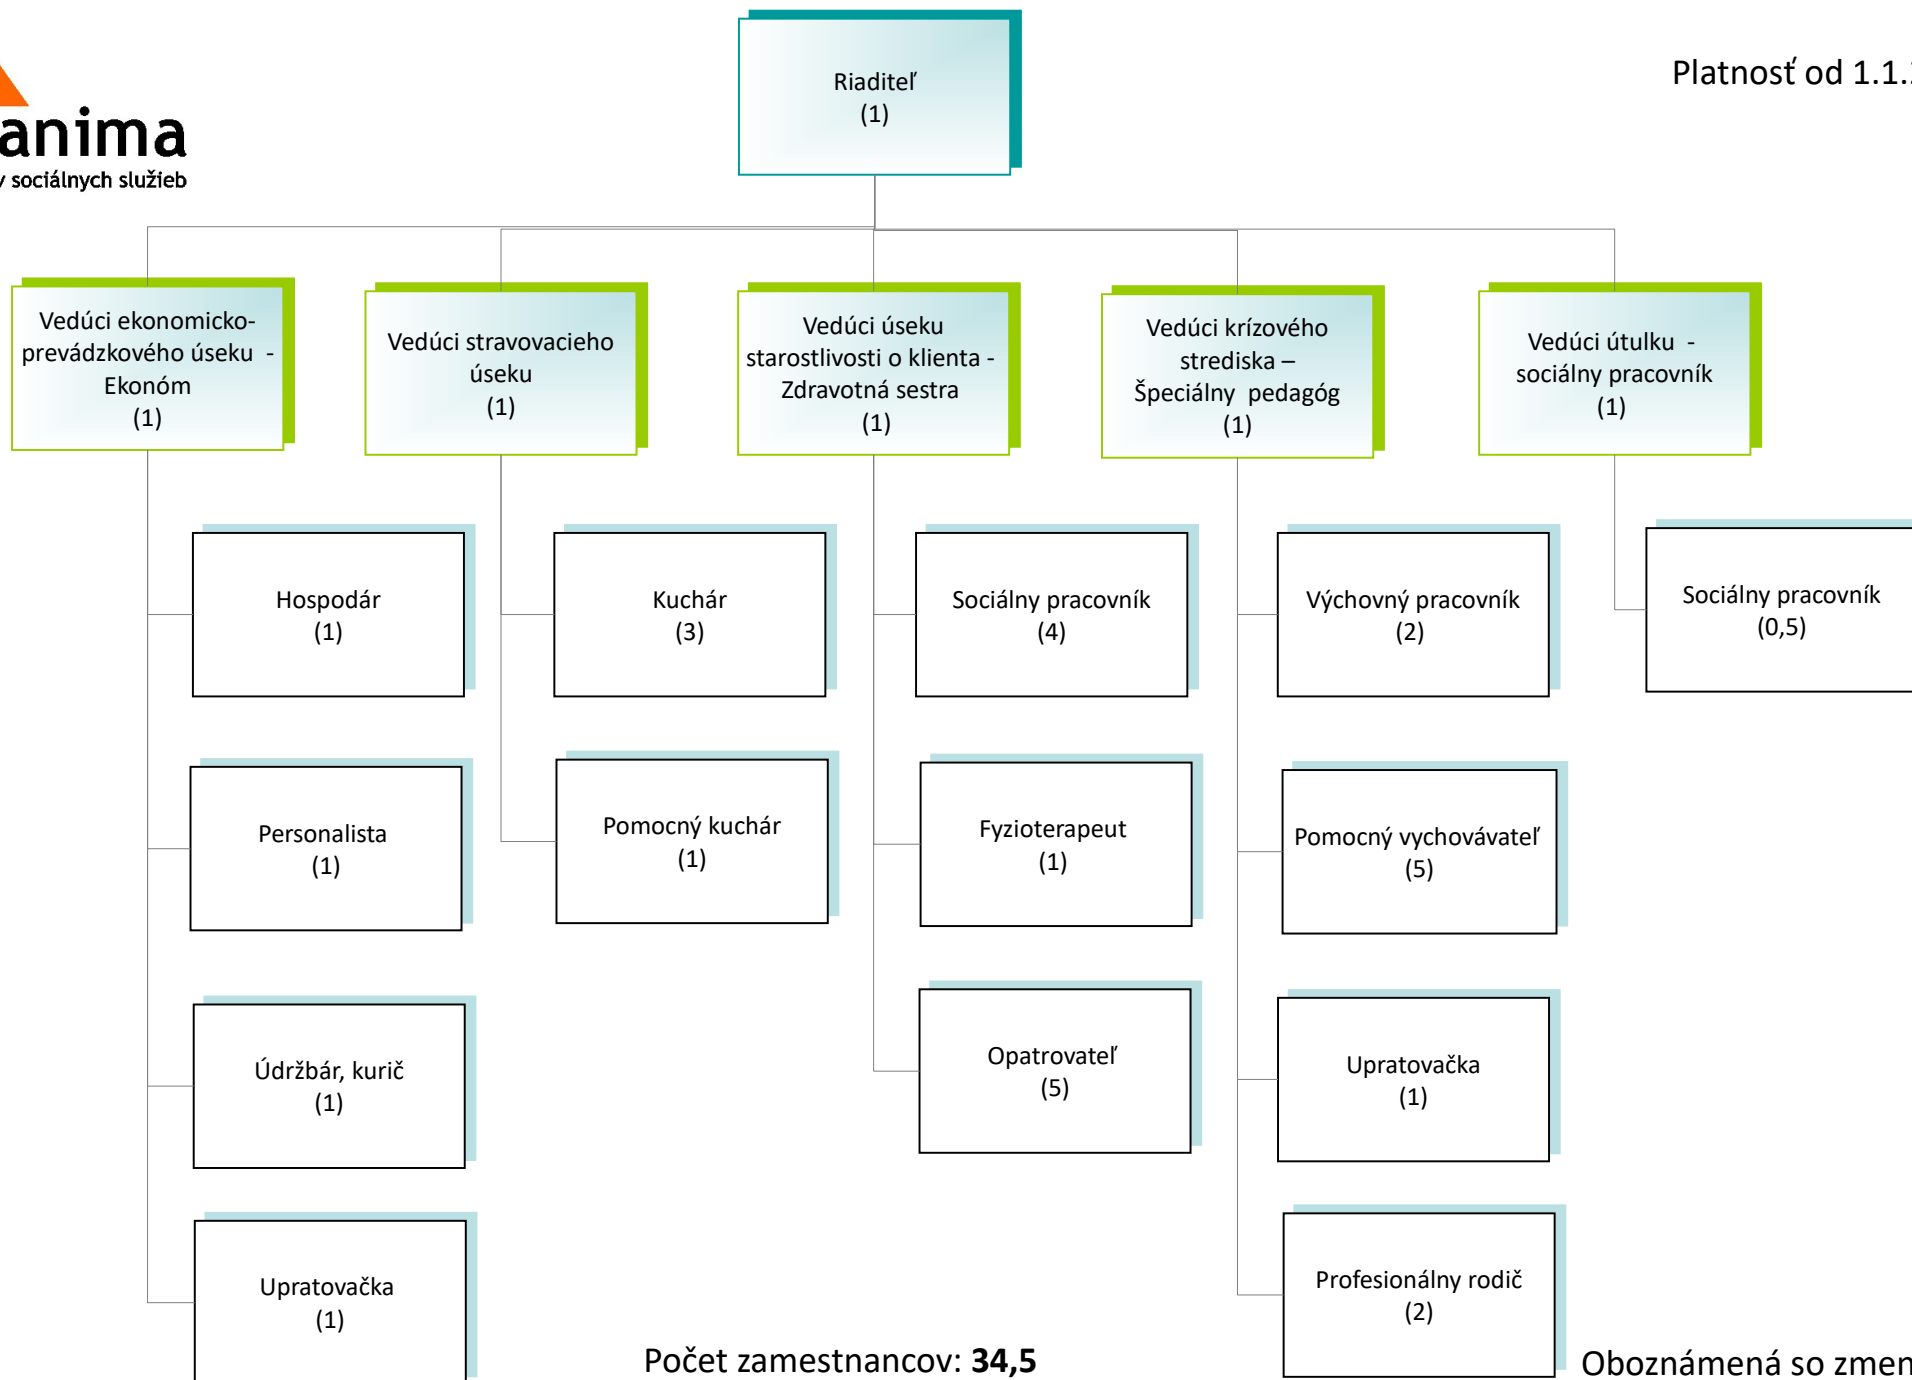 anima
v sociálnych služieb
Platnosť od 1.1.
Riaditeľ
(1)
Vedúci ekonomicko-
prevádzkového úseku -
Ekonóm
(1)
Vedúci stravovacieho
úseku
(1)
Vedúci úseku
starostlivosti o klienta -
Zdravotná sestra
(1)
Vedúci krízového
strediska –
Špeciálny pedagóg
(1)
Vedúci útulku -
sociálny pracovník
(1)
Hospodár
(1)
Kuchár
(3)
Sociálny pracovník
(4)
Výchovný pracovník
(2)
Sociálny pracovník
(0,5)
Personalista
(1)
Pomocný kuchár
(1)
Fyzioterapeut
(1)
Pomocný vychovávateľ
(5)
Údržbár, kurič
(1)
Opatrovateľ
(5)
Upratovačka
(1)
Upratovačka
(1)
Profesionálny rodič
(2)
Počet zamestnancov: 34,5
Oboznámená so zmen